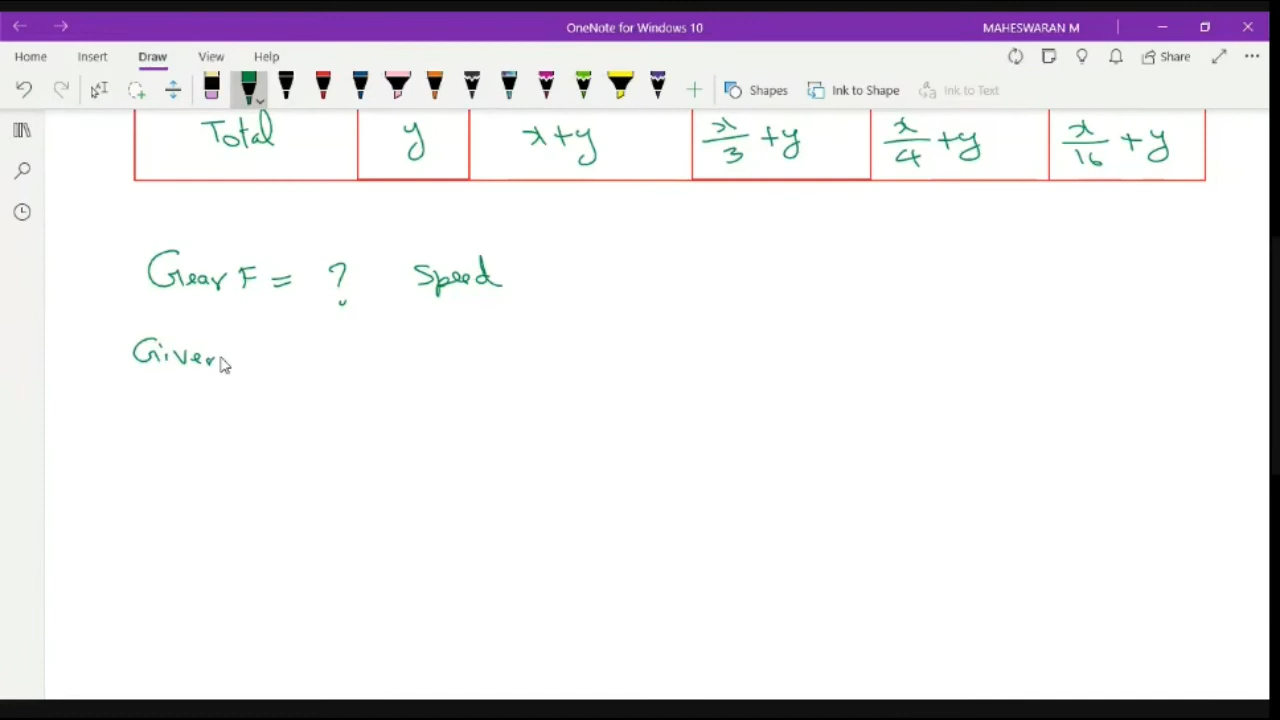 OneNote for Windows 10
MAHESWARAN M
Home Insert Draw View Help
Share
Shapes Ink to Shape Ink to Text
Total y x+y x/3 +y x/4 +y x/16 +y
Gear F = ? Speed
Given